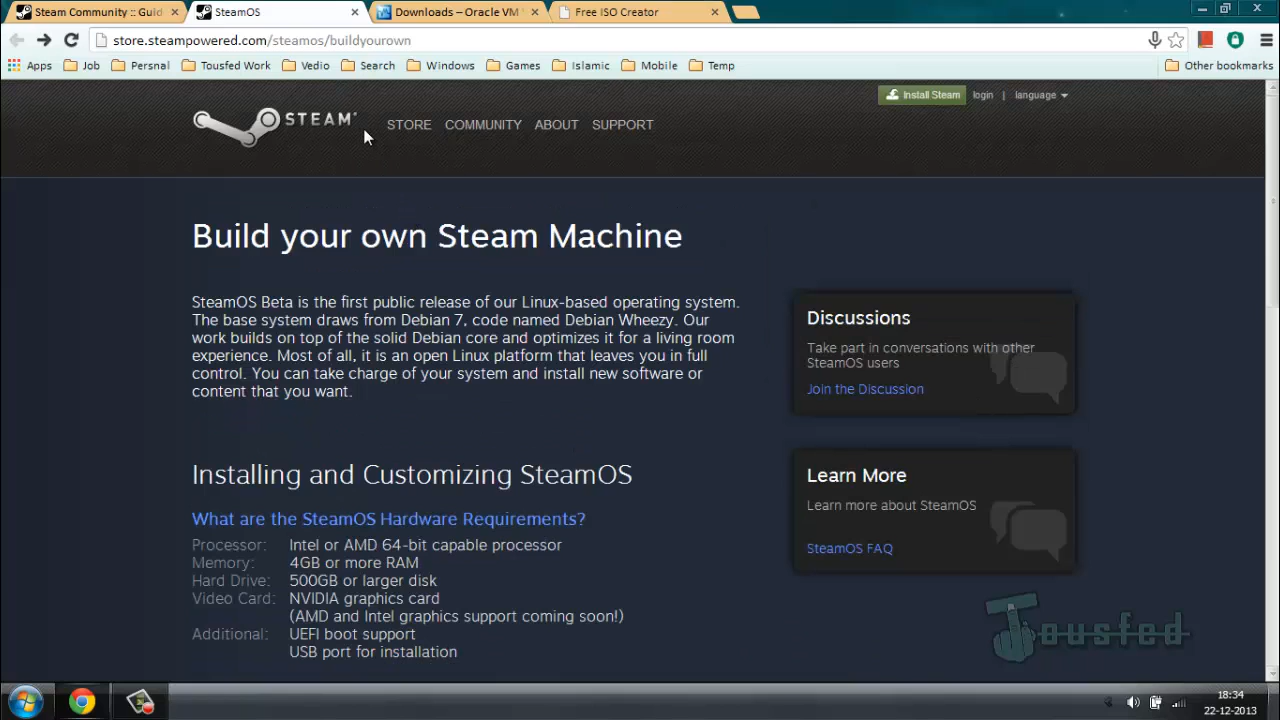 Steam Community :: Guid
SteamOS
Downloads – Oracle VM
Free ISO Creator
store.steampowered.com/steamos/buildyourown
Apps Job Persnal Tousfed Work Vedio Search Windows Games Islamic Mobile Temp Other bookmarks
Install Steam login | language
STEAM STORE COMMUNITY ABOUT SUPPORT
Build your own Steam Machine
SteamOS Beta is the first public release of our Linux-based operating system.
The base system draws from Debian 7, code named Debian Wheezy. Our
work builds on top of the solid Debian core and optimizes it for a living room
experience. Most of all, it is an open Linux platform that leaves you in full
control. You can take charge of your system and install new software or
content that you want.
Discussions
Take part in conversations with other
SteamOS users
Join the Discussion
Installing and Customizing SteamOS
What are the SteamOS Hardware Requirements?
Processor: Intel or AMD 64-bit capable processor
Memory: 4GB or more RAM
Hard Drive: 500GB or larger disk
Video Card: NVIDIA graphics card
(AMD and Intel graphics support coming soon!)
Additional: UEFI boot support
USB port for installation
Learn More
Learn more about SteamOS
SteamOS FAQ
Tousfed
18:34
22-12-2013